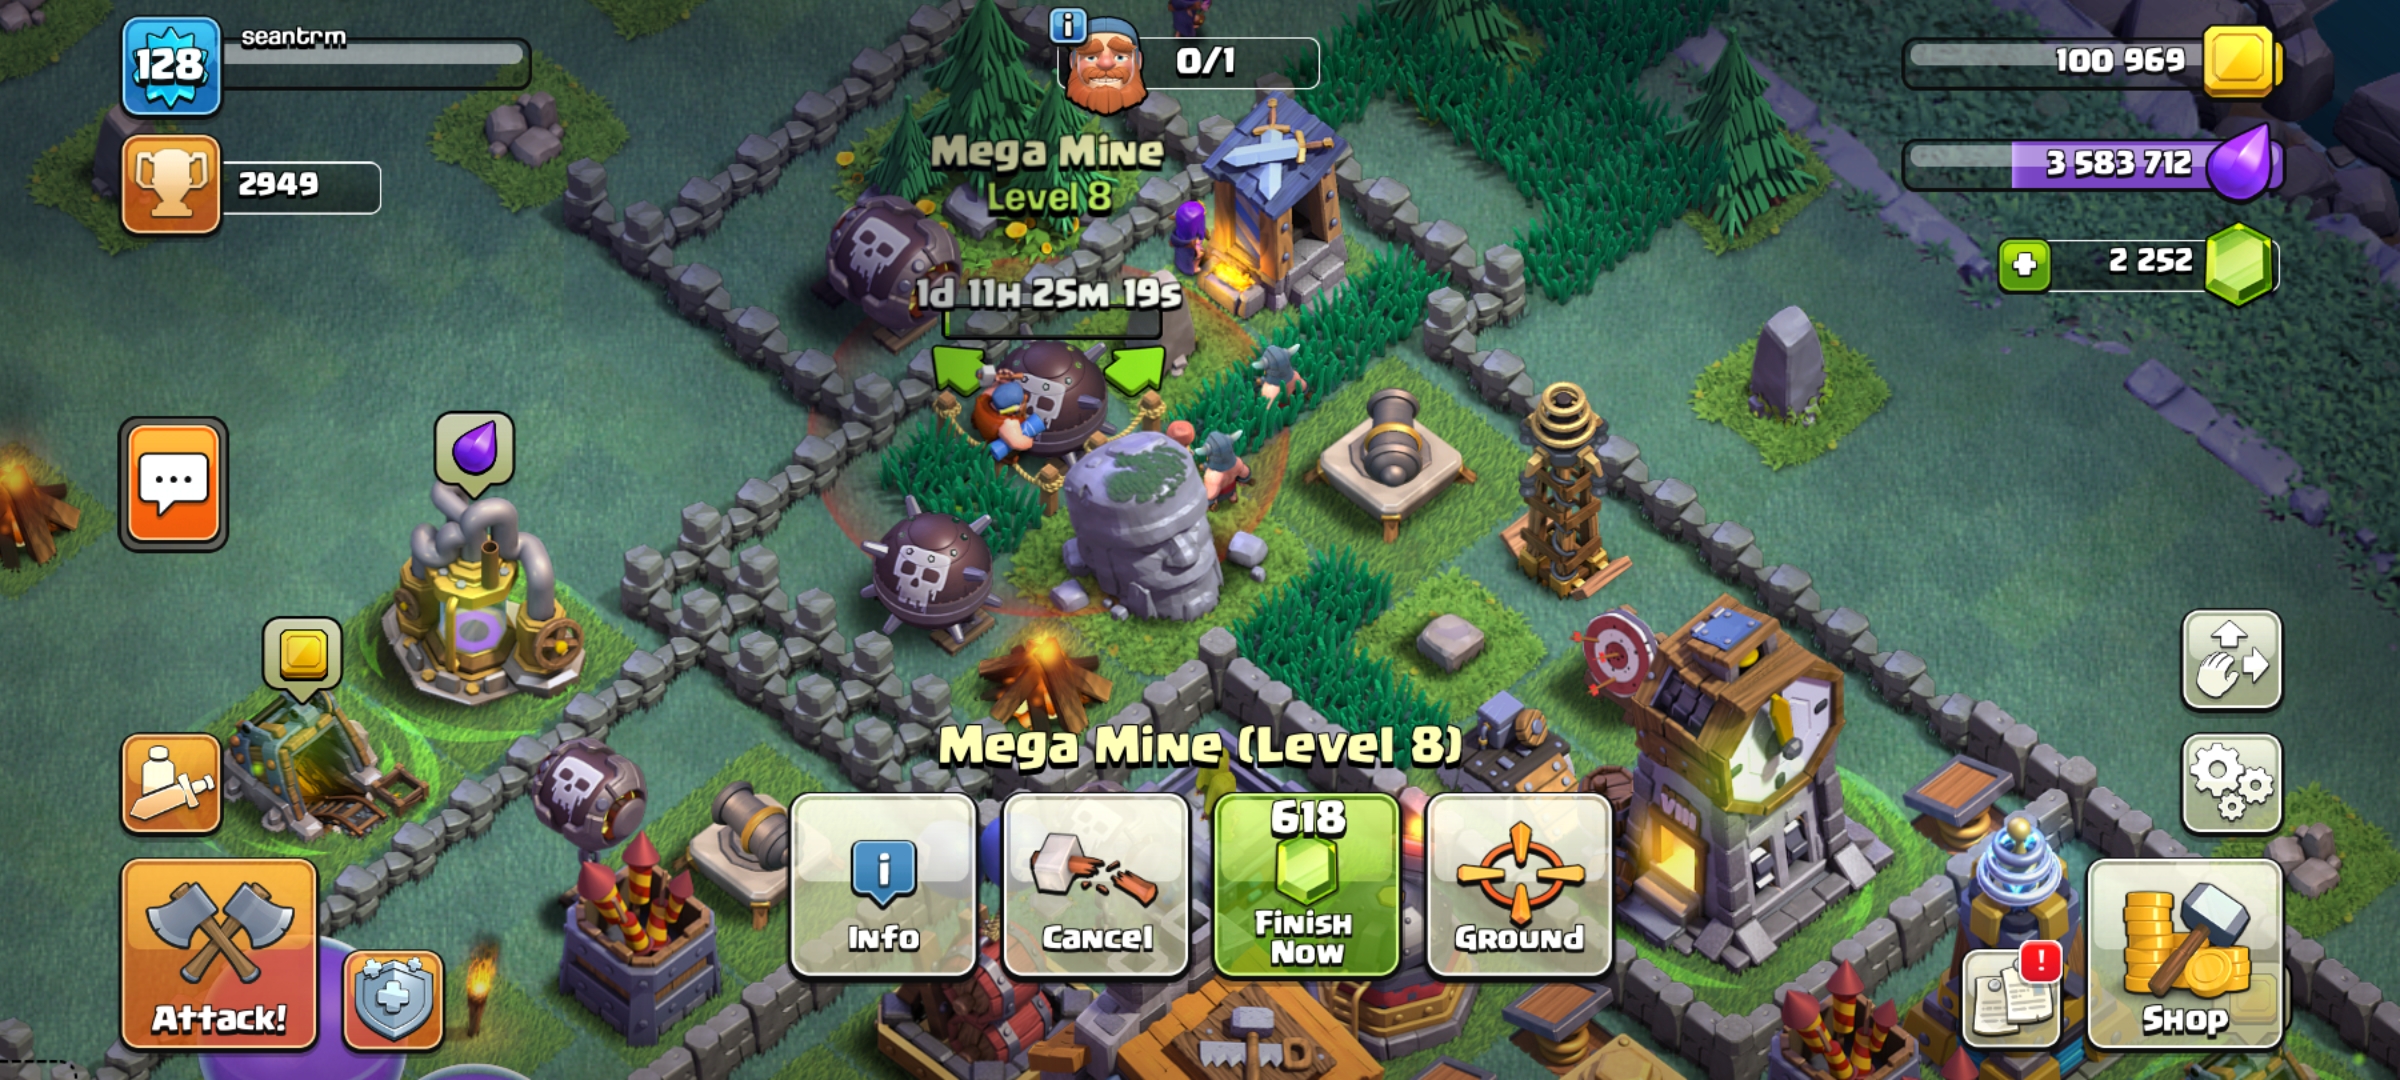 128
seantrm
0/1
100 969
2949
3 583 712
2 252
Mega Mine
Level 8
1d 11H 25M 19s
Mega Mine (Level 8)
VIII
Info
Cancel
618
Finish
Now
Ground
Attack!
!
Shop